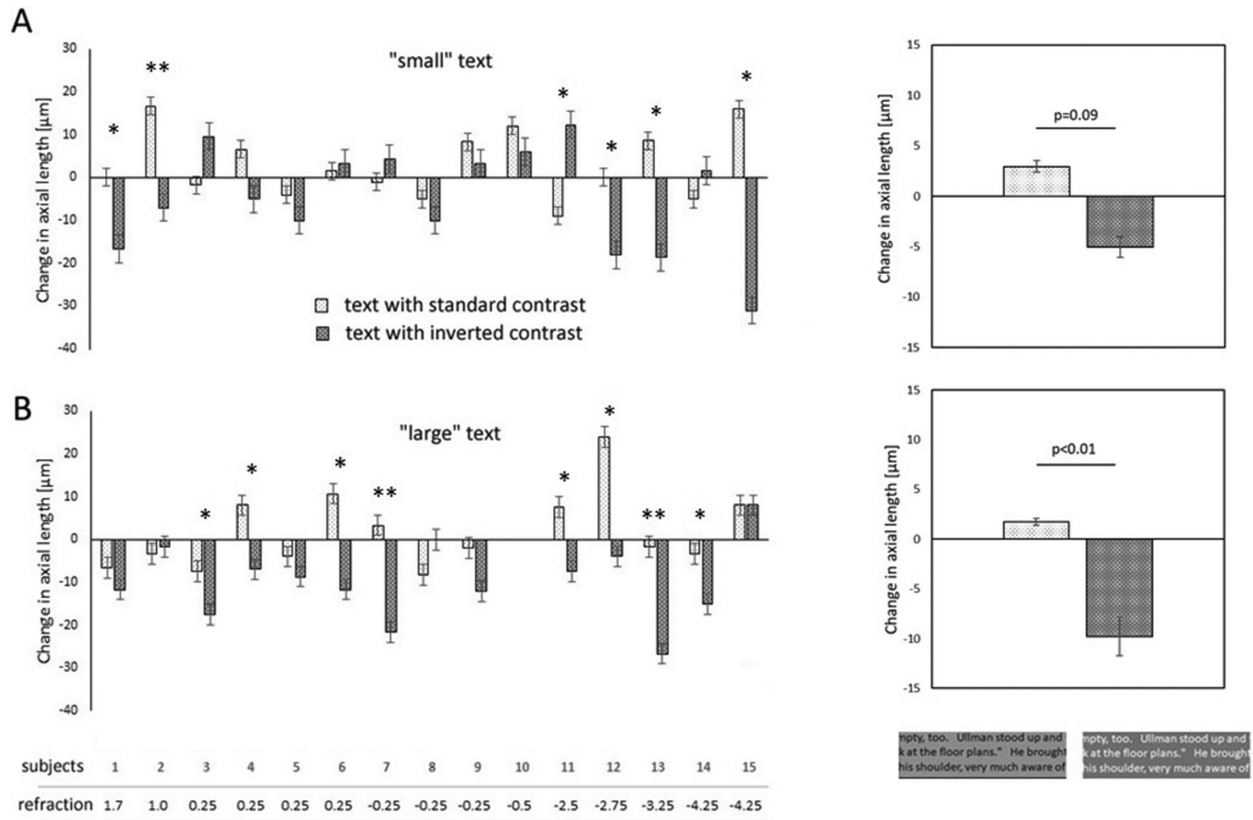 A
"small" text
Change in axial length [µm]
30
20
10
0
-10
-20
-30
-40
*
**
*
*
*
*
text with standard contrast
text with inverted contrast
15
10
5
0
-5
-10
-15
Change in axial length [µm]
p=0.09
B
"large" text
Change in axial length [µm]
30
20
10
0
-10
-20
-30
-40
*
*
*
**
*
*
**
*
15
10
5
0
-5
-10
-15
Change in axial length [µm]
p<0.01
mpty, too. Ullman stood up and
k at the floor plans." He brought
his shoulder, very much aware of
mpty, too. Ullman stood up and
k at the floor plans." He brought
his shoulder, very much aware of
subjects 1 2 3 4 5 6 7 8 9 10 11 12 13 14 15
refraction 1.7 1.0 0.25 0.25 0.25 0.25 -0.25 -0.25 -0.25 -0.5 -2.5 -2.75 -3.25 -4.25 -4.25